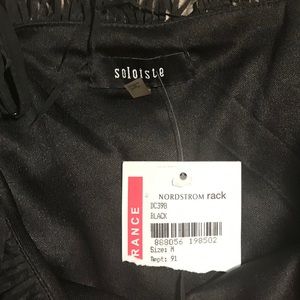 soloiste
NORDSTROM rack
DC398
BLACK
888056 198502
Size: M
Dept: 91
RANCE